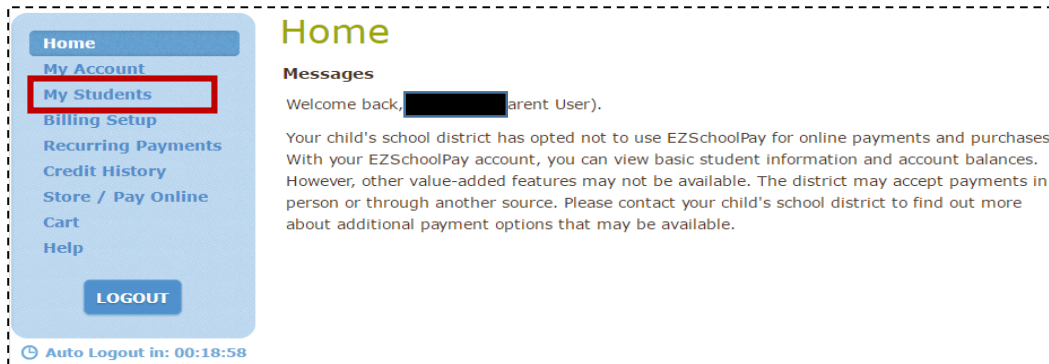 Home
My Account
My Students
Billing Setup
Recurring Payments
Credit History
Store / Pay Online
Cart
Help
LOGOUT
Auto Logout in: 00:18:58
Home
Messages
Welcome back, arent User).
Your child's school district has opted not to use EZSchoolPay for online payments and purchases
With your EZSchoolPay account, you can view basic student information and account balances.
However, other value-added features may not be available. The district may accept payments in
person or through another source. Please contact your child's school district to find out more
about additional payment options that may be available.